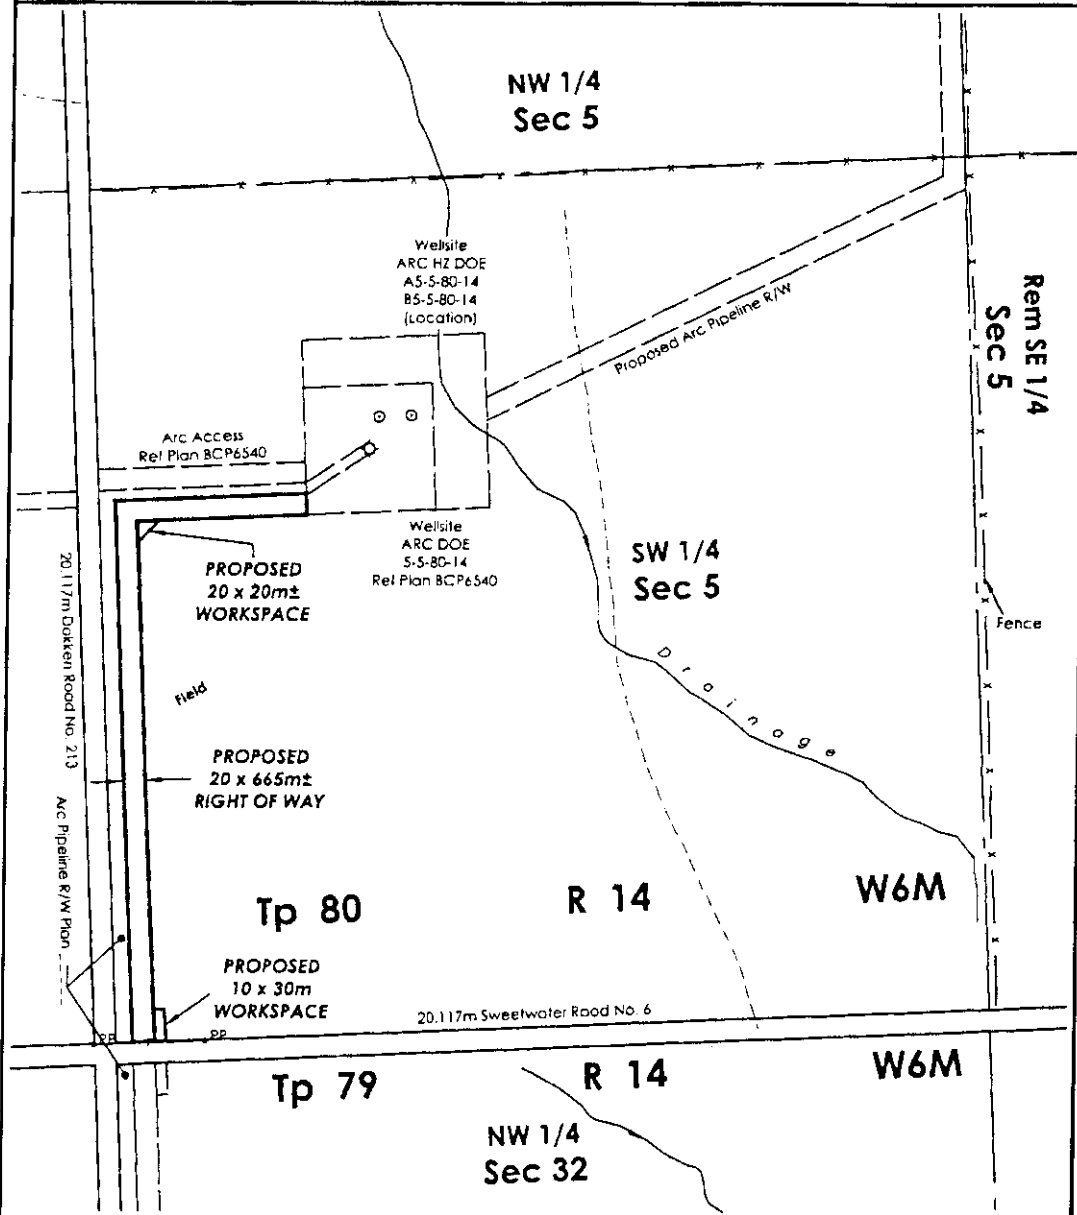 NW 1/4
Sec 5
Wellsite
ARC HZ DOE
A5-5-80-14
B5-5-80-14
(Location)
Proposed Arc Pipeline R/W
Rem SE 1/4
Sec 5
Arc Access
Rel Plan BCP6540
Wellsite
ARC DOE
5-5-80-14
Rel Plan BCP6540
PROPOSED
20 x 20m±
WORKSPACE
SW 1/4
Sec 5
Fence
20.117m Dokken Road No. 213
Field
Drainage
PROPOSED
20 x 665m±
RIGHT OF WAY
Arc Pipeline R/W Plan
Tp 80
R 14
W6M
PROPOSED
10 x 30m
WORKSPACE
20.117m Sweetwater Road No. 6
PP
PP
Tp 79
R 14
W6M
NW 1/4
Sec 32